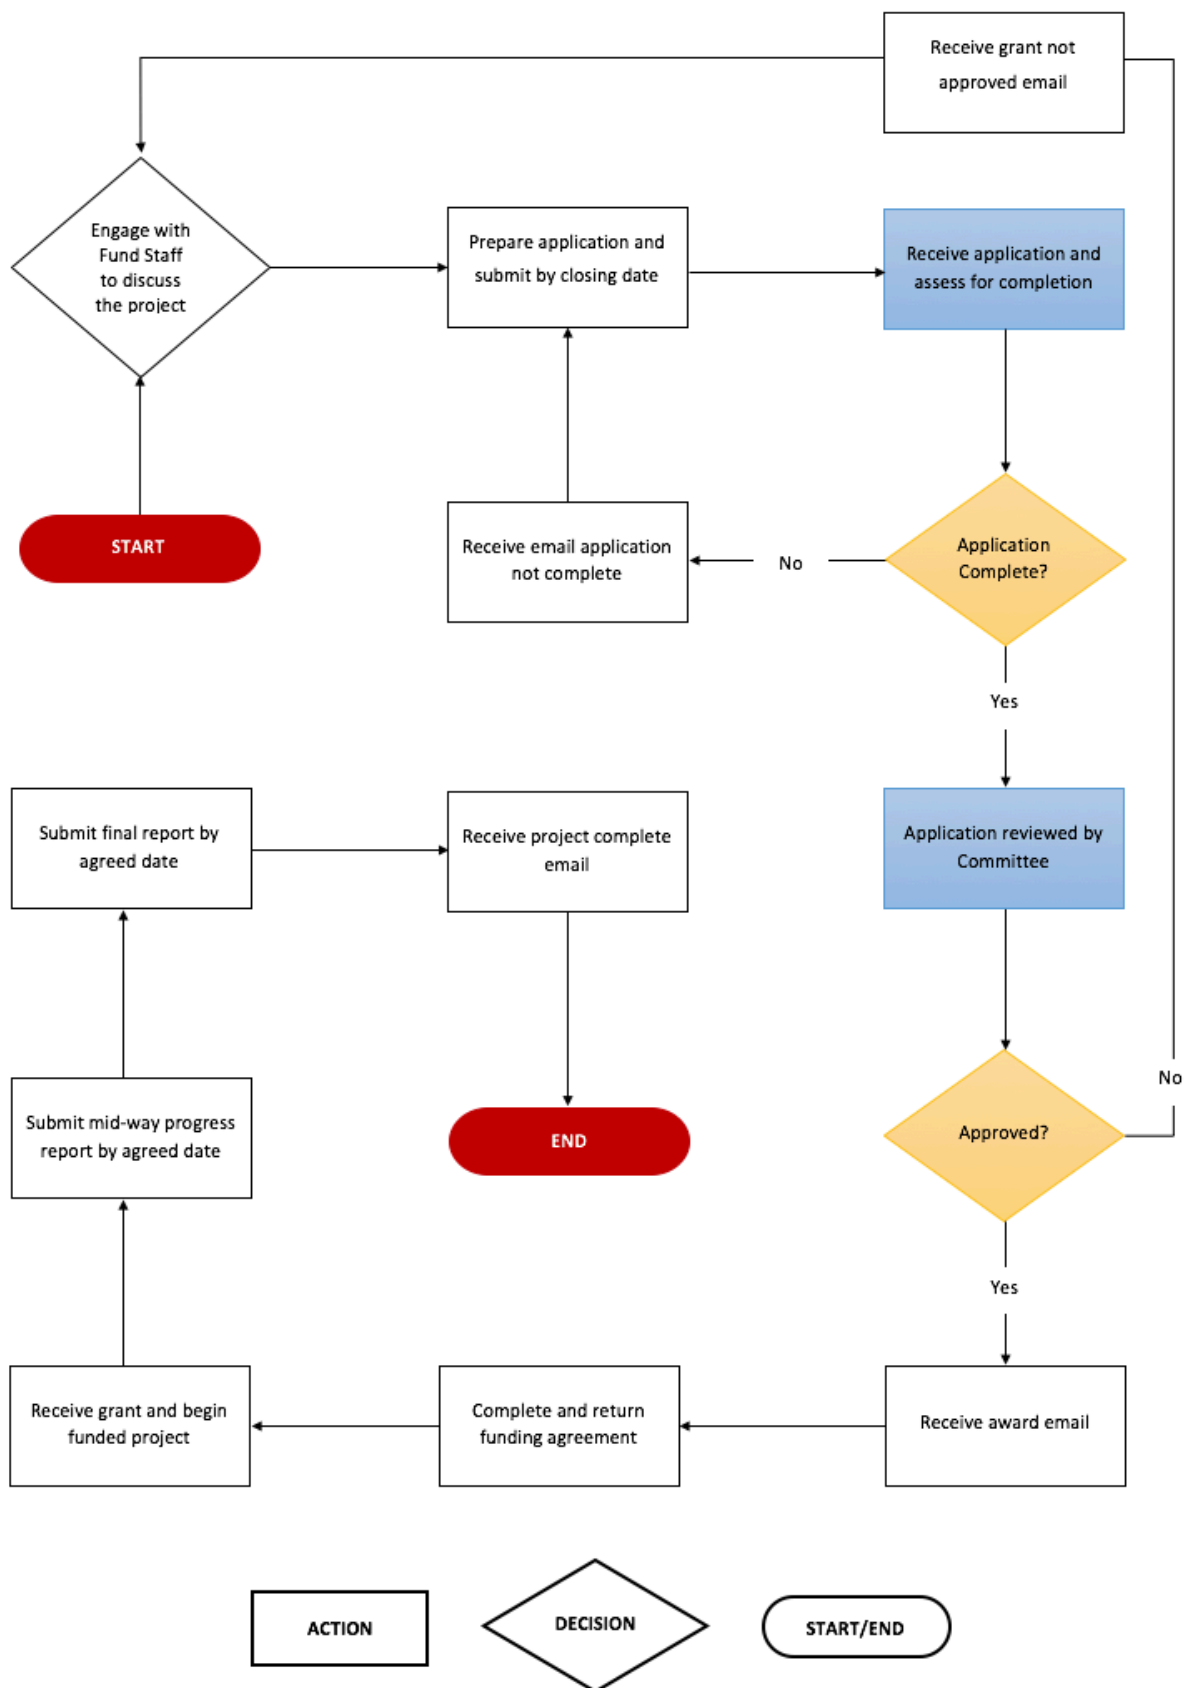 Receive grant not
approved email
Engage with
Fund Staff
to discuss
the project
Prepare application and
submit by closing date
Receive application and
assess for completion
START
Receive email application
not complete
No
Application
Complete?
Yes
Submit final report by
agreed date
Receive project complete
email
Application reviewed by
Committee
No
Submit mid-way progress
report by agreed date
END
Approved?
Yes
Receive grant and begin
funded project
Complete and return
funding agreement
Receive award email
ACTION
DECISION
START/END